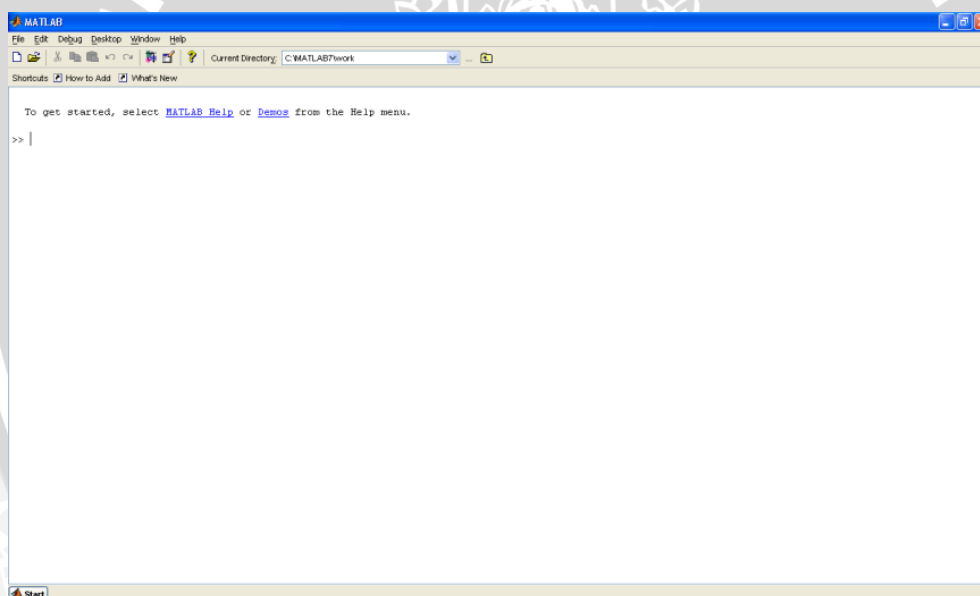 MATLAB
File Edit Debug Desktop Window Help
Current Directory: C:\MATLAB7\work
Shortcuts How to Add What's New
To get started, select MATLAB Help or Demos from the Help menu.
>>
Start